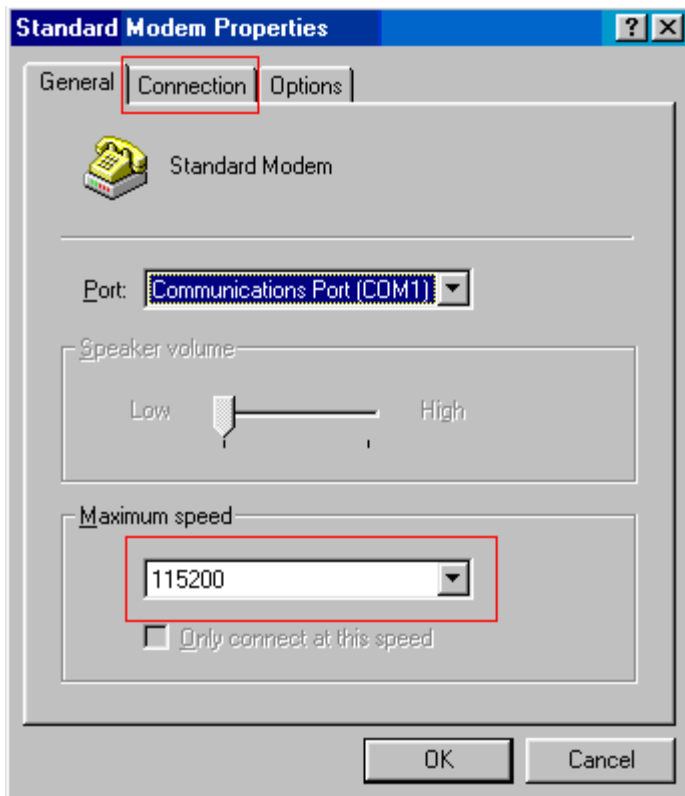 Standard Modem Properties
General Connection Options
Standard Modem
Port: Communications Port (COM1)
Speaker volume
Low High
Maximum speed
115200
Only connect at this speed
OK Cancel